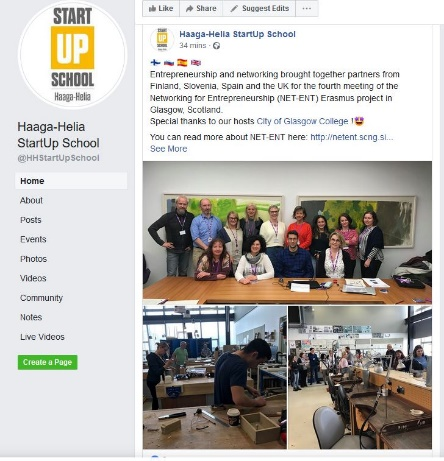 START
UP
SCHOOL
Haaga-Helia
Haaga-Helia
StartUp School
@HHStartUpSchool
Home
About
Posts
Events
Photos
Videos
Community
Notes
Live Videos
Create a Page
Like Share Suggest Edits ...
Haaga-Helia StartUp School
34 mins ·
Entrepreneurship and networking brought together partners from
Finland, Slovenia, Spain and the UK for the fourth meeting of the
Networking for Entrepreneurship (NET-ENT) Erasmus project in
Glasgow, Scotland.
Special thanks to our hosts City of Glasgow College !🤩
You can read more about NET-ENT here: http://netent.scng.si...
See More